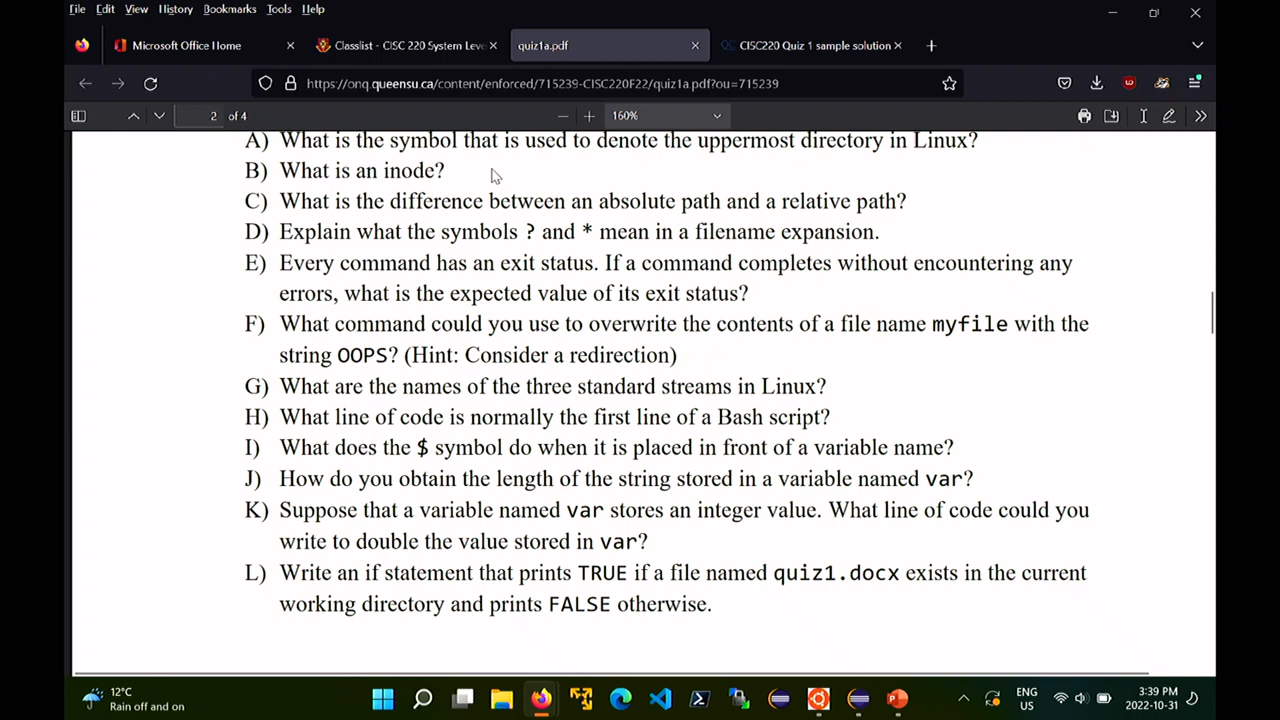 File Edit View History Bookmarks Tools Help
Microsoft Office Home
Classlist - CISC 220 System Leve
quiz1a.pdf
CISC220 Quiz 1 sample solution
https://onq.queensu.ca/content/enforced/715239-CISC220F22/quiz1a.pdf?ou=715239
2 of 4
160%
A) What is the symbol that is used to denote the uppermost directory in Linux?
B) What is an inode?
C) What is the difference between an absolute path and a relative path?
D) Explain what the symbols ? and * mean in a filename expansion.
E) Every command has an exit status. If a command completes without encountering any
errors, what is the expected value of its exit status?
F) What command could you use to overwrite the contents of a file name myfile with the
string OOPS? (Hint: Consider a redirection)
G) What are the names of the three standard streams in Linux?
H) What line of code is normally the first line of a Bash script?
I) What does the $ symbol do when it is placed in front of a variable name?
J) How do you obtain the length of the string stored in a variable named var?
K) Suppose that a variable named var stores an integer value. What line of code could you
write to double the value stored in var?
L) Write an if statement that prints TRUE if a file named quiz1.docx exists in the current
working directory and prints FALSE otherwise.
12°C
Rain off and on
ENG
US
3:39 PM
2022-10-31